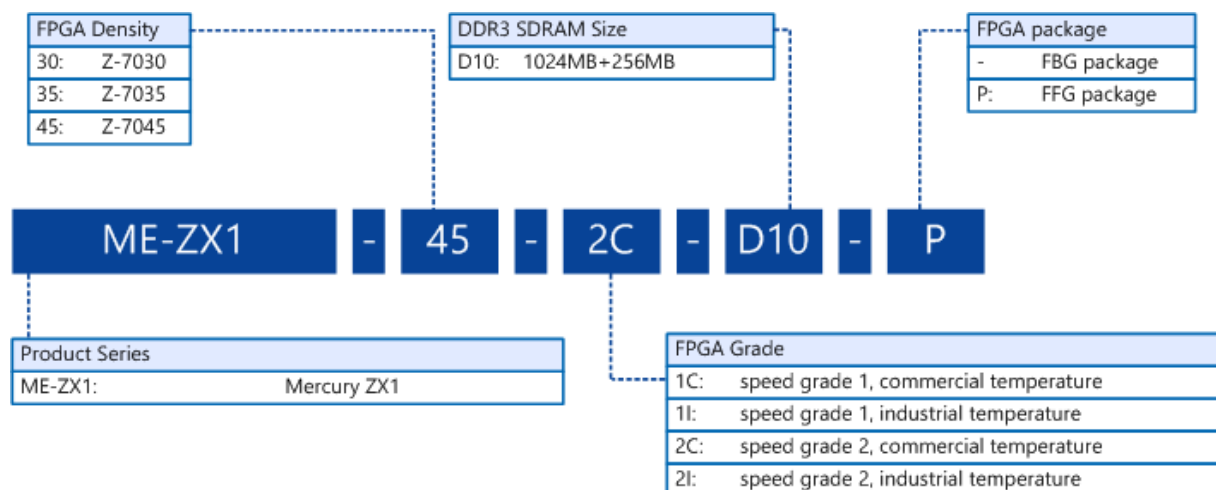 FPGA Density
30: Z-7030
35: Z-7035
45: Z-7045
DDR3 SDRAM Size
D10: 1024MB+256MB
FPGA package
- FBG package
P: FFG package
ME-ZX1 - 45 - 2C - D10 - P
Product Series
ME-ZX1: Mercury ZX1
FPGA Grade
1C: speed grade 1, commercial temperature
1I: speed grade 1, industrial temperature
2C: speed grade 2, commercial temperature
2I: speed grade 2, industrial temperature